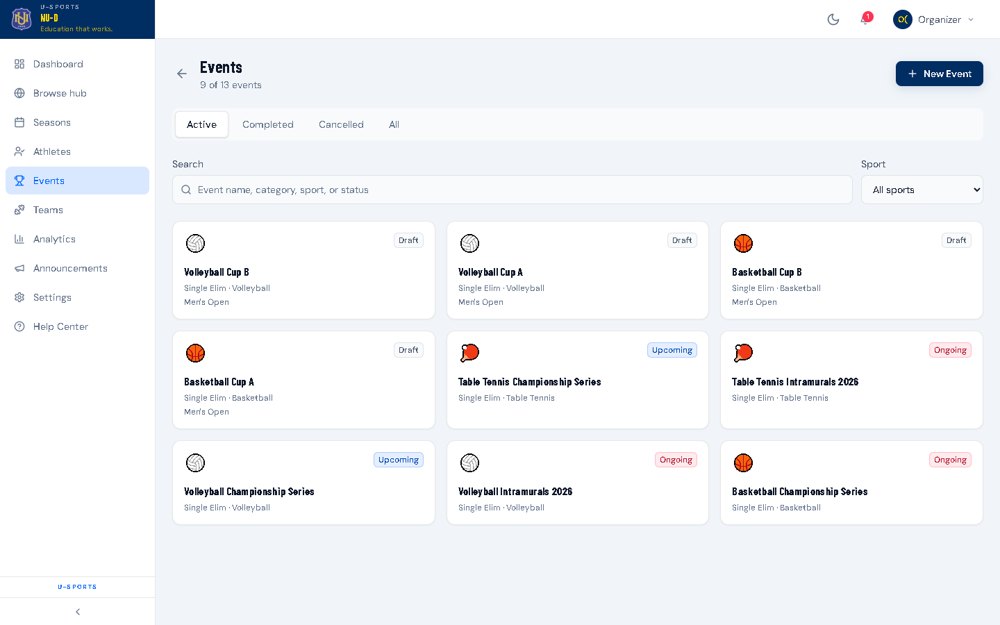 U-SPORTS
NU-D
Education that works.
1
O(
Organizer
Dashboard
Browse hub
Seasons
Athletes
Events
Teams
Analytics
Announcements
Settings
Help Center
U-SPORTS
Events
9 of 13 events
New Event
Active
Completed
Cancelled
All
Search
Sport
Event name, category, sport, or status
All sports
Draft
Volleyball Cup B
Single Elim · Volleyball
Men's Open
Draft
Volleyball Cup A
Single Elim · Volleyball
Men's Open
Draft
Basketball Cup B
Single Elim · Basketball
Men's Open
Draft
Basketball Cup A
Single Elim · Basketball
Men's Open
Upcoming
Table Tennis Championship Series
Single Elim · Table Tennis
Ongoing
Table Tennis Intramurals 2026
Single Elim · Table Tennis
Upcoming
Volleyball Championship Series
Single Elim · Volleyball
Ongoing
Volleyball Intramurals 2026
Single Elim · Volleyball
Ongoing
Basketball Championship Series
Single Elim · Basketball